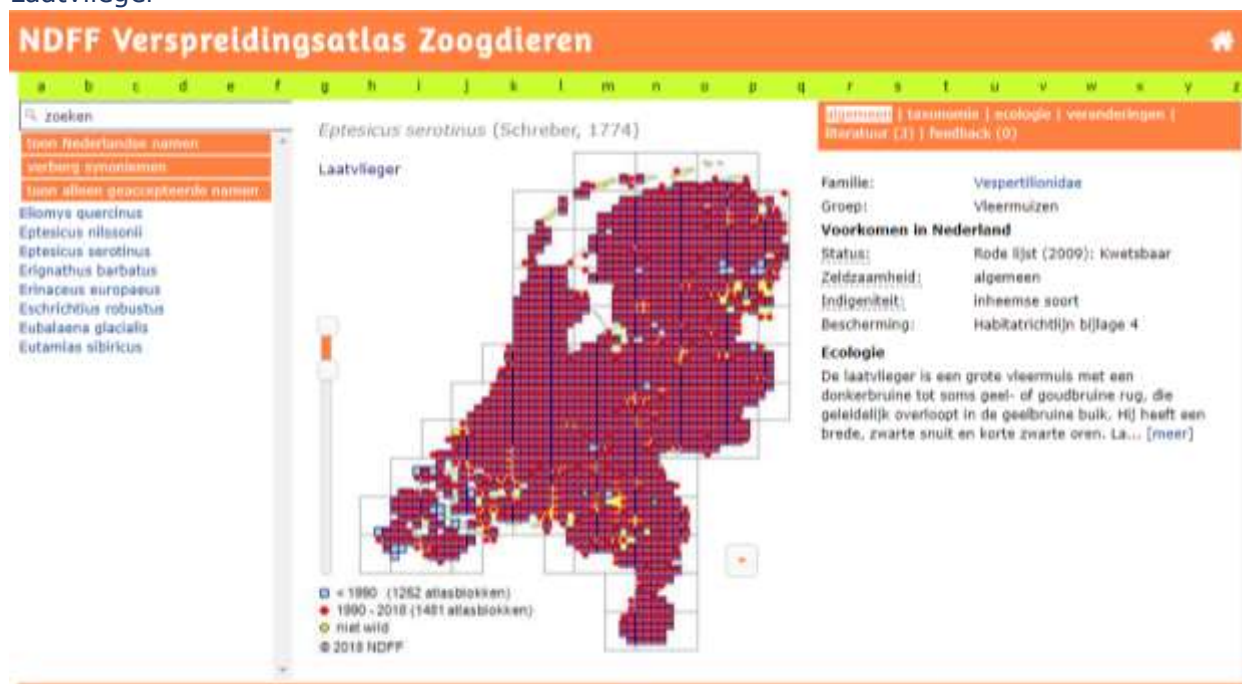 Laatvlieger
NDFF Verspreidingsatlas Zoogdieren
a b c d e f g h i j k l m n o p q r s t u v w x y z
zoeken
toon Nederlandse namen
verberg synoniemen
toon alleen geaccepteerde namen
Eliomys quercinus
Eptesicus nilssonii
Eptesicus serotinus
Erignathus barbatus
Erinaceus europaeus
Eschrichtius robustus
Eubalaena glacialis
Eutamias sibiricus
Eptesicus serotinus (Schreber, 1774)
Laatvlieger
< 1990 (1262 atlasblokken)
1990 - 2018 (1481 atlasblokken)
niet wild
© 2018 NDFF
algemeen | taxonomie | ecologie | veranderingen |
literatuur (3) | feedback (0)
Familie: Vespertilionidae
Groep: Vleermuizen
Voorkomen in Nederland
Status: Rode lijst (2009): Kwetsbaar
Zeldzaamheid: algemeen
Indigeniteit: inheemse soort
Bescherming: Habitatrichtlijn bijlage 4
Ecologie
De laatvlieger is een grote vleermuis met een
donkerbruine tot soms geel- of goudbruine rug, die
geleidelijk overloopt in de geelbruine buik. Hij heeft een
brede, zwarte snuit en korte zwarte oren. La... [meer]